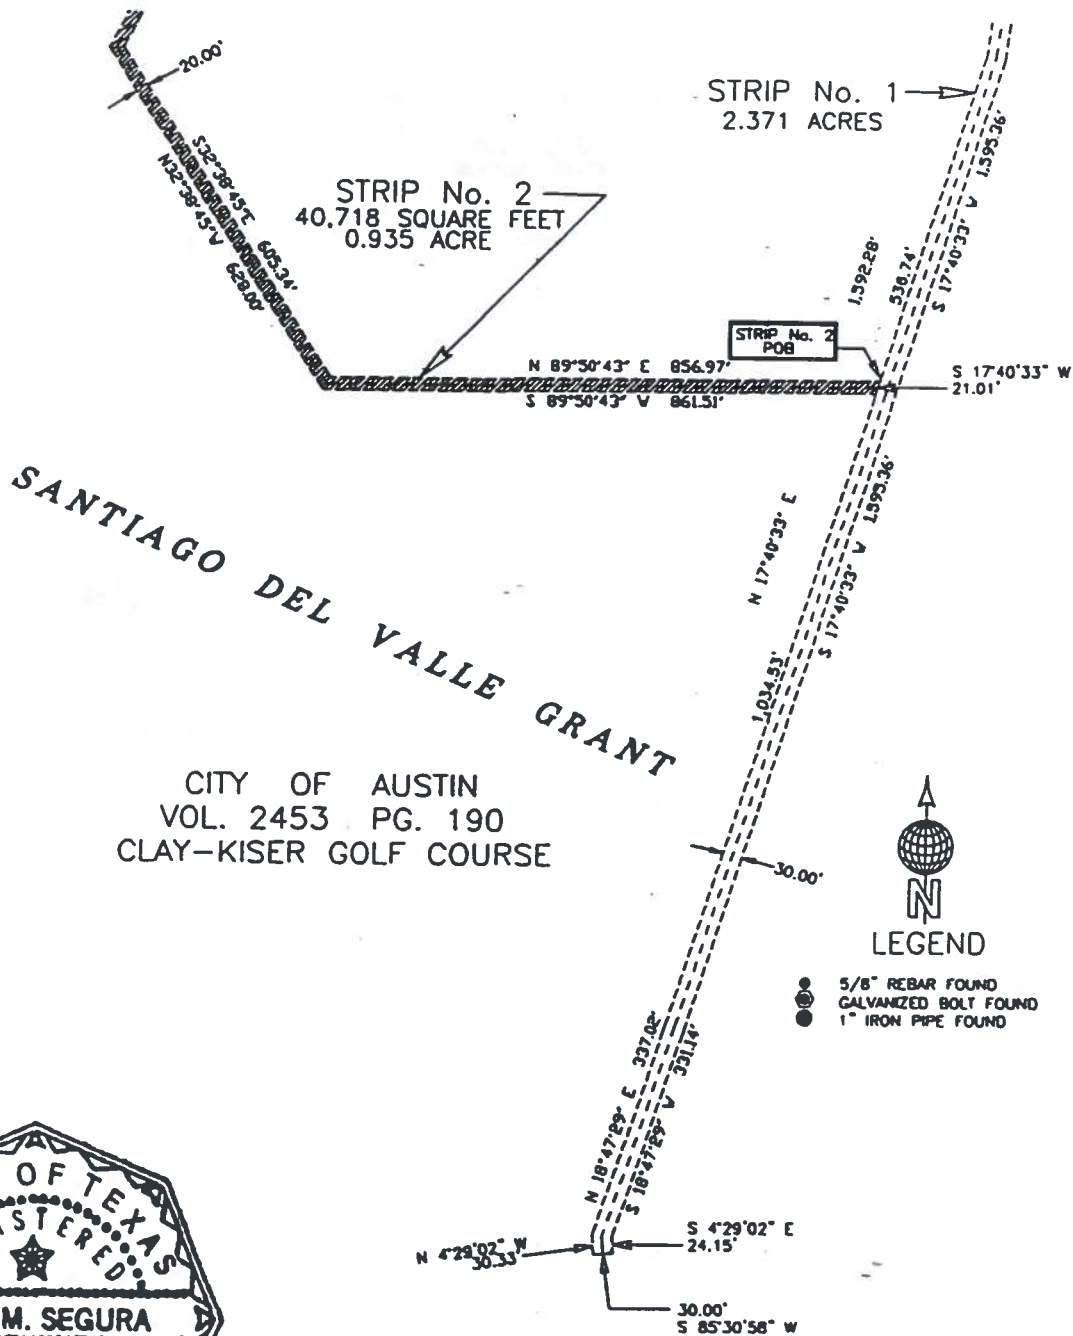 20.00'
STRIP No. 1
2.371 ACRES
S32°38'45"E 605.34'
N32°38'45"W 628.00'
STRIP No. 2
40,718 SQUARE FEET
0.935 ACRE
1,592.28'
538.74'
S 17°40'33" W 1,595.36'
STRIP No. 2
POB
N 89°50'43" E 856.97'
S 89°50'43" W 861.51'
S 17°40'33" W
21.01'
SANTIAGO DEL VALLE GRANT
N 17°40'33" E
1,034.53'
S 17°40'33" W 1,595.36'
CITY OF AUSTIN
VOL. 2453 PG. 190
CLAY-KISER GOLF COURSE
30.00'
N
LEGEND
5/8" REBAR FOUND
GALVANIZED BOLT FOUND
1" IRON PIPE FOUND
N 18°47'29" E 337.02'
S 18°47'29" W 331.14'
N 4°29'02" W
30.33'
S 4°29'02" E
24.15'
30.00'
S 85°30'58" W
OF TEXAS
STERED
M. SEGURA